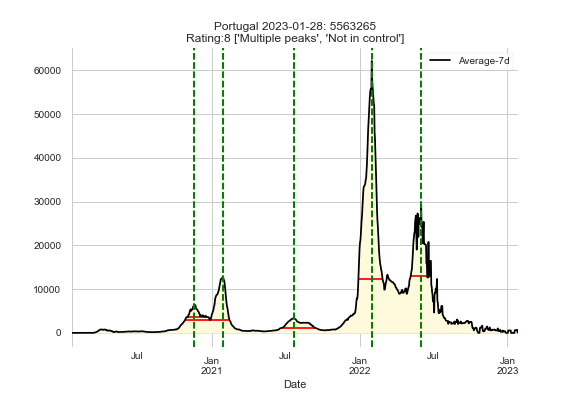 Portugal 2023-01-28: 5563265
Rating:8 ['Multiple peaks', 'Not in control']
Average-7d
60000
50000
40000
30000
20000
10000
0
Jul
Jan
2021
Jul
Jan
2022
Jul
Jan
2023
Date